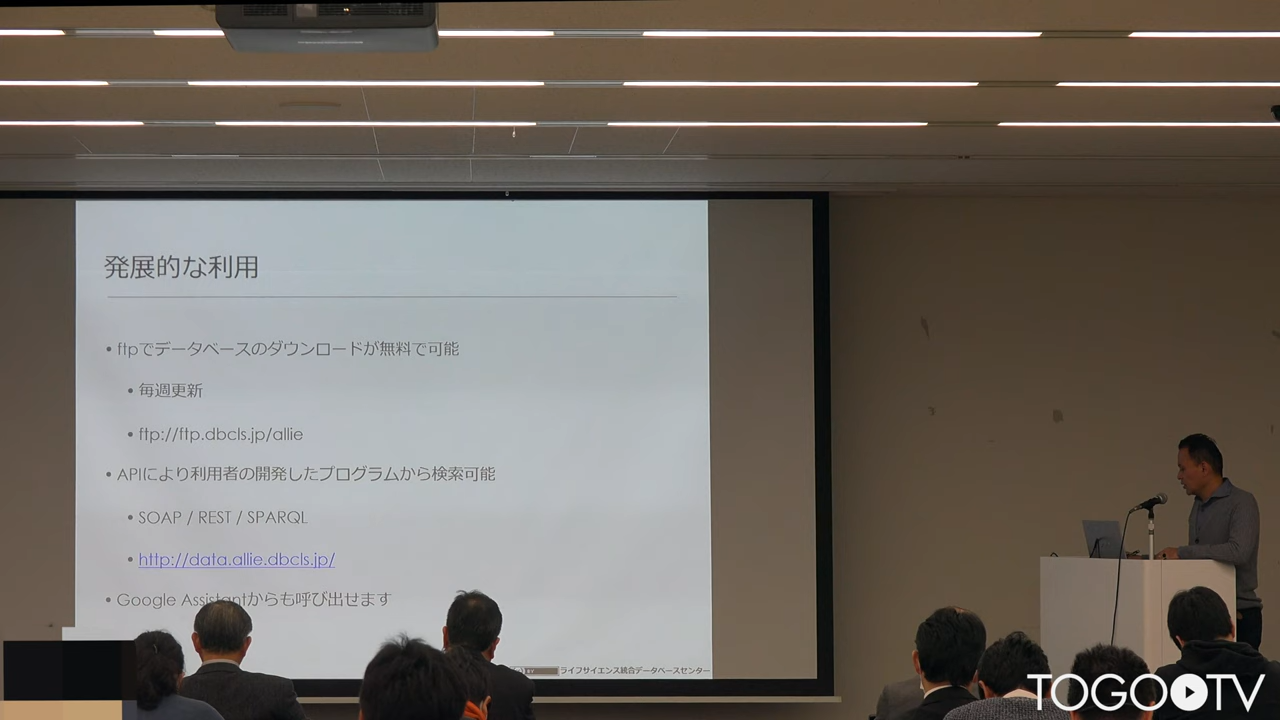 発展的な利用
• ftpでデータベースのダウンロードが無料で可能
• 毎週更新
• ftp://ftp.dbcls.jp/allie
• APIにより利用者の開発したプログラムから検索可能
• SOAP / REST / SPARQL
• http://data.allie.dbcls.jp/
• Google Assistantからも呼び出せます
ライフサイエンス統合データベースセンター
TOGOTV